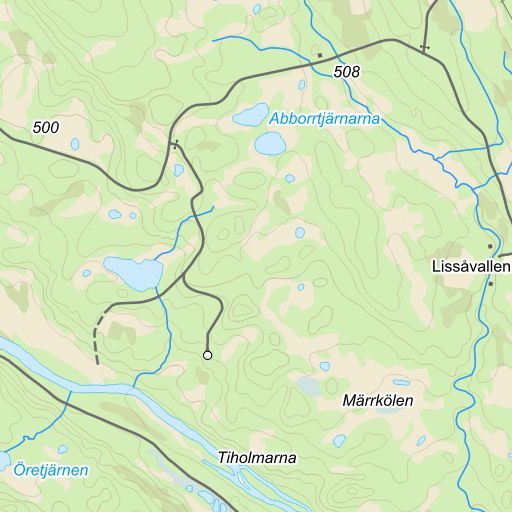 508
Abborrtjärnarna
500
Lissåvallen
Märrkölen
Tiholmarna
Öretjärnen